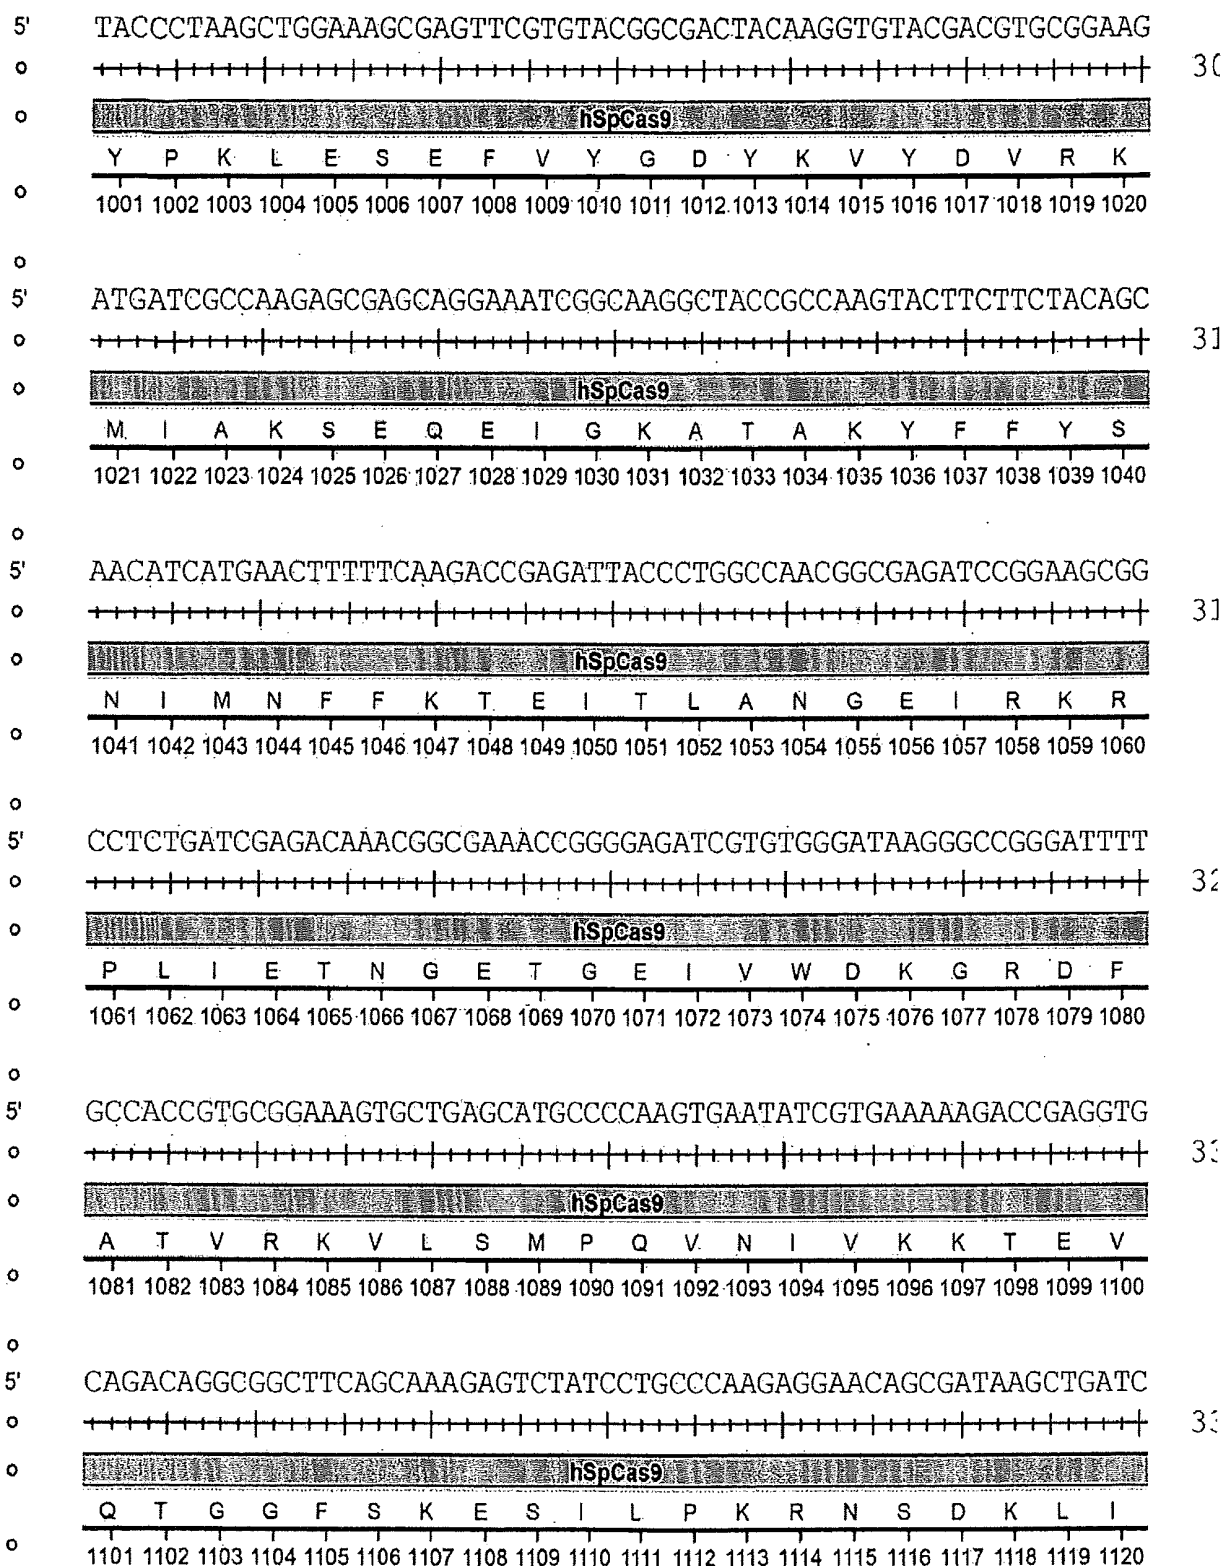 5' TACCCTAAGCTGGAAAGCGAGTTCGTGTACGGCGACTACAAGGTGTACGACGTGCGGAAG
30
hSpCas9
Y P K L E S E F V Y G D Y K V Y D V R K
1001 1002 1003 1004 1005 1006 1007 1008 1009 1010 1011 1012 1013 1014 1015 1016 1017 1018 1019 1020
5' ATGATCGCCAAGAGCGAGCAGGAAATCGGCAAGGCTACCGCCAAGTACTTCTTCTACAGC
31
hSpCas9
M I A K S E Q E I G K A T A K Y F F Y S
1021 1022 1023 1024 1025 1026 1027 1028 1029 1030 1031 1032 1033 1034 1035 1036 1037 1038 1039 1040
5' AACATCATGAACTTTTTCAAGACCGAGATTACCCTGGCCAACGGCGAGATCCGGAAGCGG
31
hSpCas9
N I M N F F K T E I T L A N G E I R K R
1041 1042 1043 1044 1045 1046 1047 1048 1049 1050 1051 1052 1053 1054 1055 1056 1057 1058 1059 1060
5' CCTCTGATCGAGACAAACGGCGAAACCGGGGAGATCGTGTGGGATAAGGGCCGGGATTTT
32
hSpCas9
P L I E T N G E T G E I V W D K G R D F
1061 1062 1063 1064 1065 1066 1067 1068 1069 1070 1071 1072 1073 1074 1075 1076 1077 1078 1079 1080
5' GCCACCGTGCGGAAAGTGCTGAGCATGCCCCAAGTGAATATCGTGAAAAAGACCGAGGTG
33
hSpCas9
A T V R K V L S M P Q V N I V K K T E V
1081 1082 1083 1084 1085 1086 1087 1088 1089 1090 1091 1092 1093 1094 1095 1096 1097 1098 1099 1100
5' CAGACAGGCGGCTTCAGCAAAGAGTCTATCCTGCCCAAGAGGAACAGCGATAAGCTGATC
33
hSpCas9
Q T G G F S K E S I L P K R N S D K L I
1101 1102 1103 1104 1105 1106 1107 1108 1109 1110 1111 1112 1113 1114 1115 1116 1117 1118 1119 1120